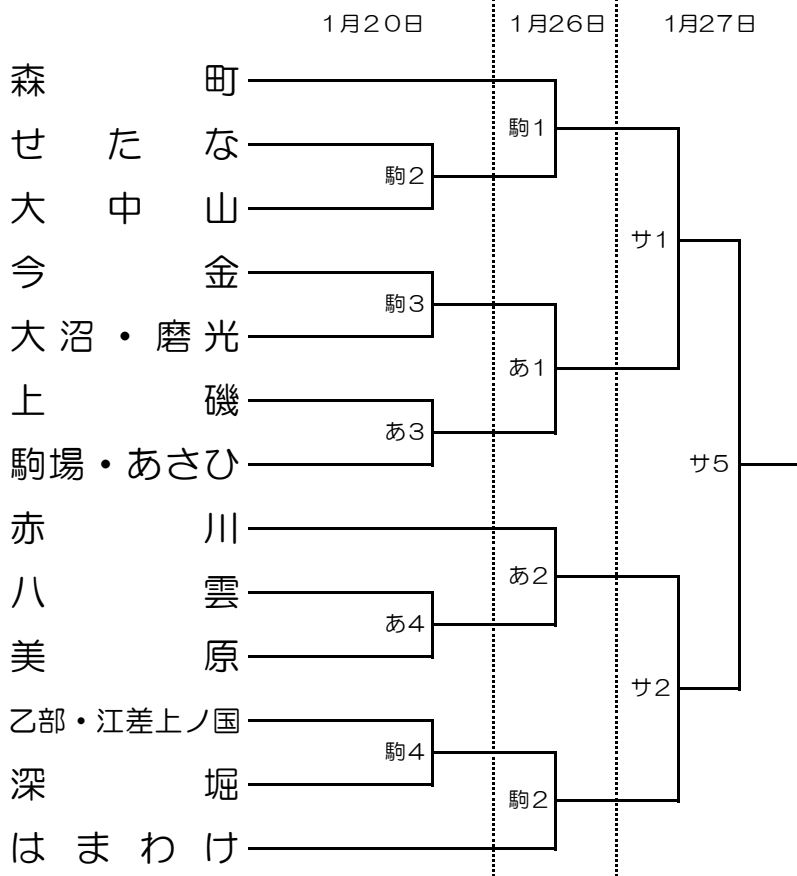 1月20日 1月26日 1月27日
森町
駒1
せたな
駒2
大中山
サ1
今金
駒3
大沼・磨光
あ1
上磯
あ3
駒場・あさひ
サ5
赤川
あ2
八雲
あ4
美原
サ2
乙部・江差上ノ国
駒4
深堀
駒2
はまわけ